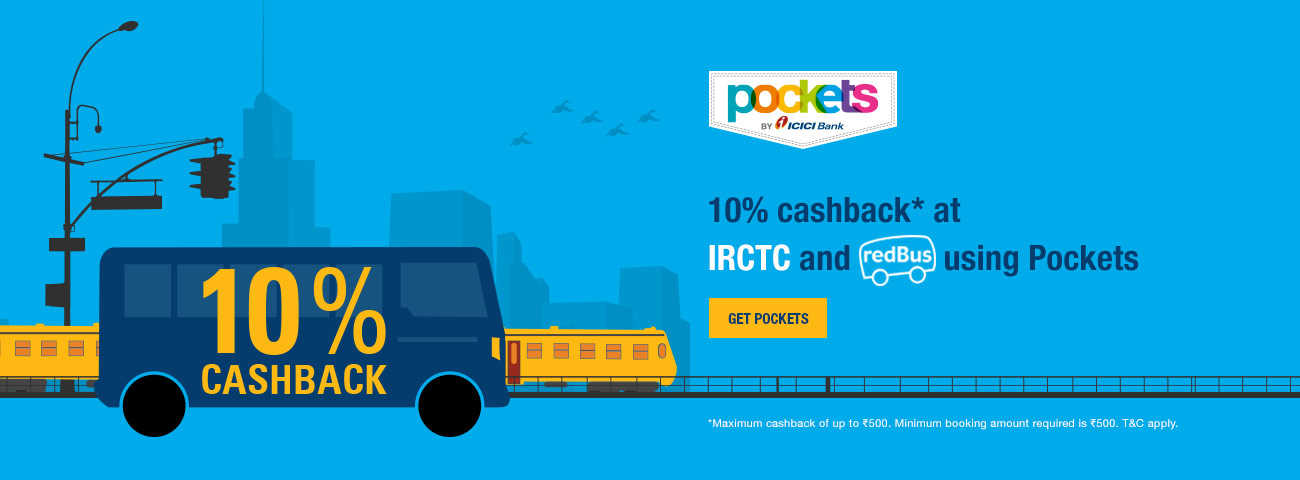 10%
CASHBACK
pockets
BY ICICI Bank
10% cashback* at
IRCTC and redBus using Pockets
GET POCKETS
*Maximum cashback of up to ₹500. Minimum booking amount required is ₹500. T&C apply.